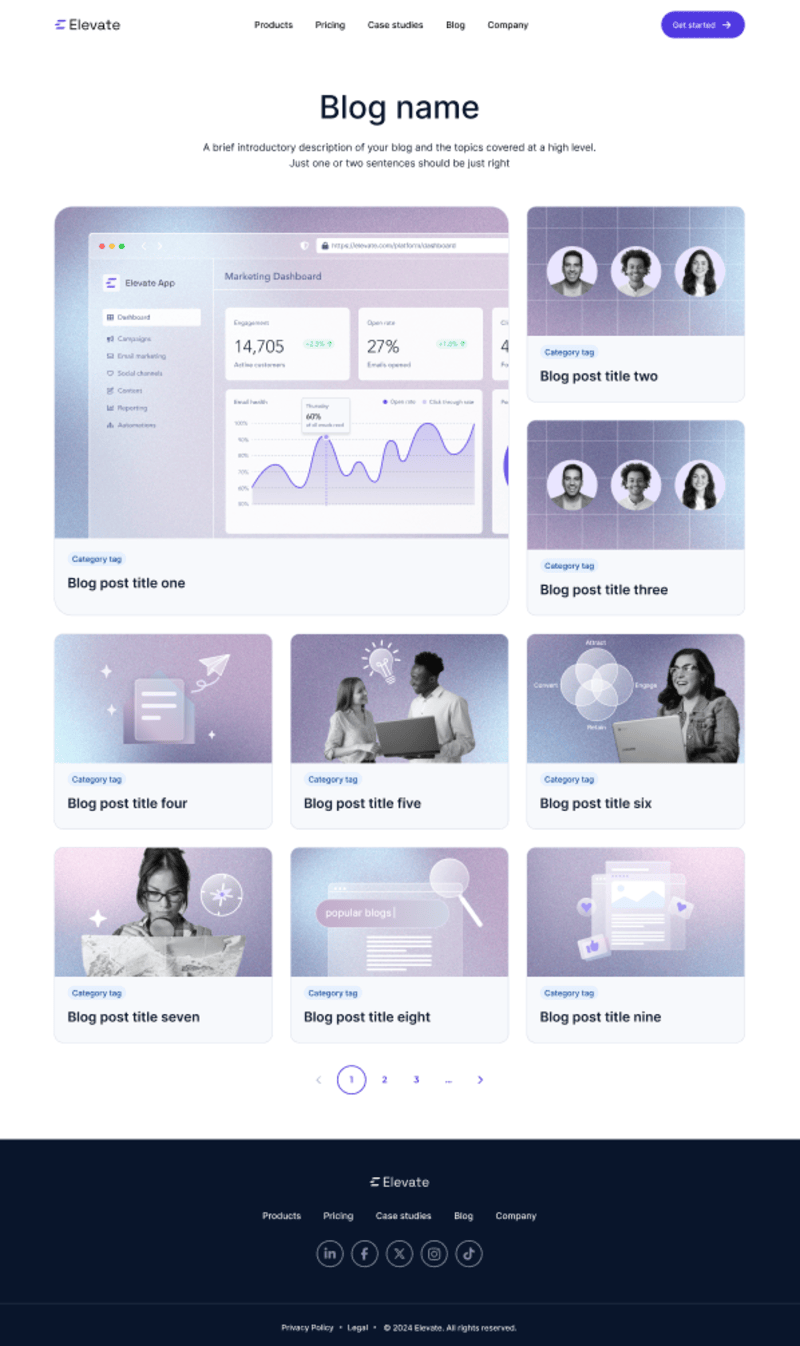 Elevate
Products Pricing Case studies Blog Company
Get started
Blog name
A brief introductory description of your blog and the topics covered at a high level.
Just one or two sentences should be just right
https://elevate.com/platform/dashboard
Elevate App
Marketing Dashboard
Dashboard
Campaigns
Email marketing
Social channels
Content
Reporting
Automations
Engagement
14,705 +2.5%
Active customers
Open rate
27% +1.8%
Emails opened
4
Email health
Open rate Click through rate
Thursday
60%
of all emails read
100%
90%
80%
70%
60%
Category tag
Blog post title one
Category tag
Blog post title two
Category tag
Blog post title three
Category tag
Blog post title four
Category tag
Blog post title five
Attract
Convert Engage
Retain
Category tag
Blog post title six
Category tag
Blog post title seven
popular blogs|
Category tag
Blog post title eight
Category tag
Blog post title nine
1 2 3 ...
Elevate
Products Pricing Case studies Blog Company
Privacy Policy • Legal • © 2024 Elevate. All rights reserved.